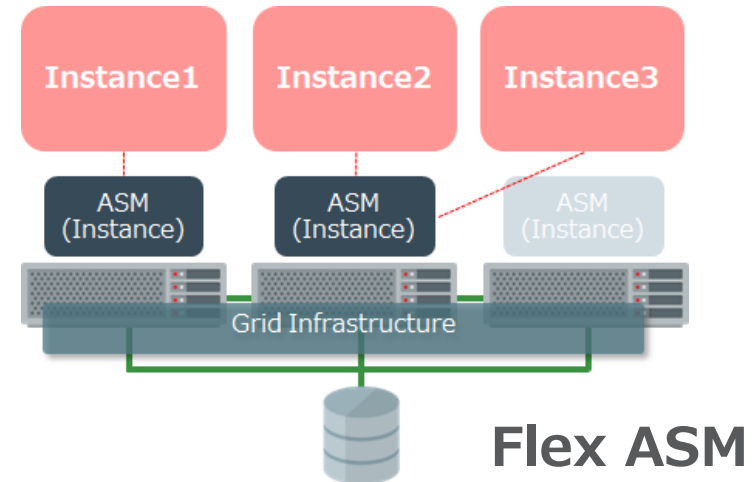 Instance1
Instance2
Instance3
ASM
(Instance)
ASM
(Instance)
ASM
(Instance)
Grid Infrastructure
Flex ASM